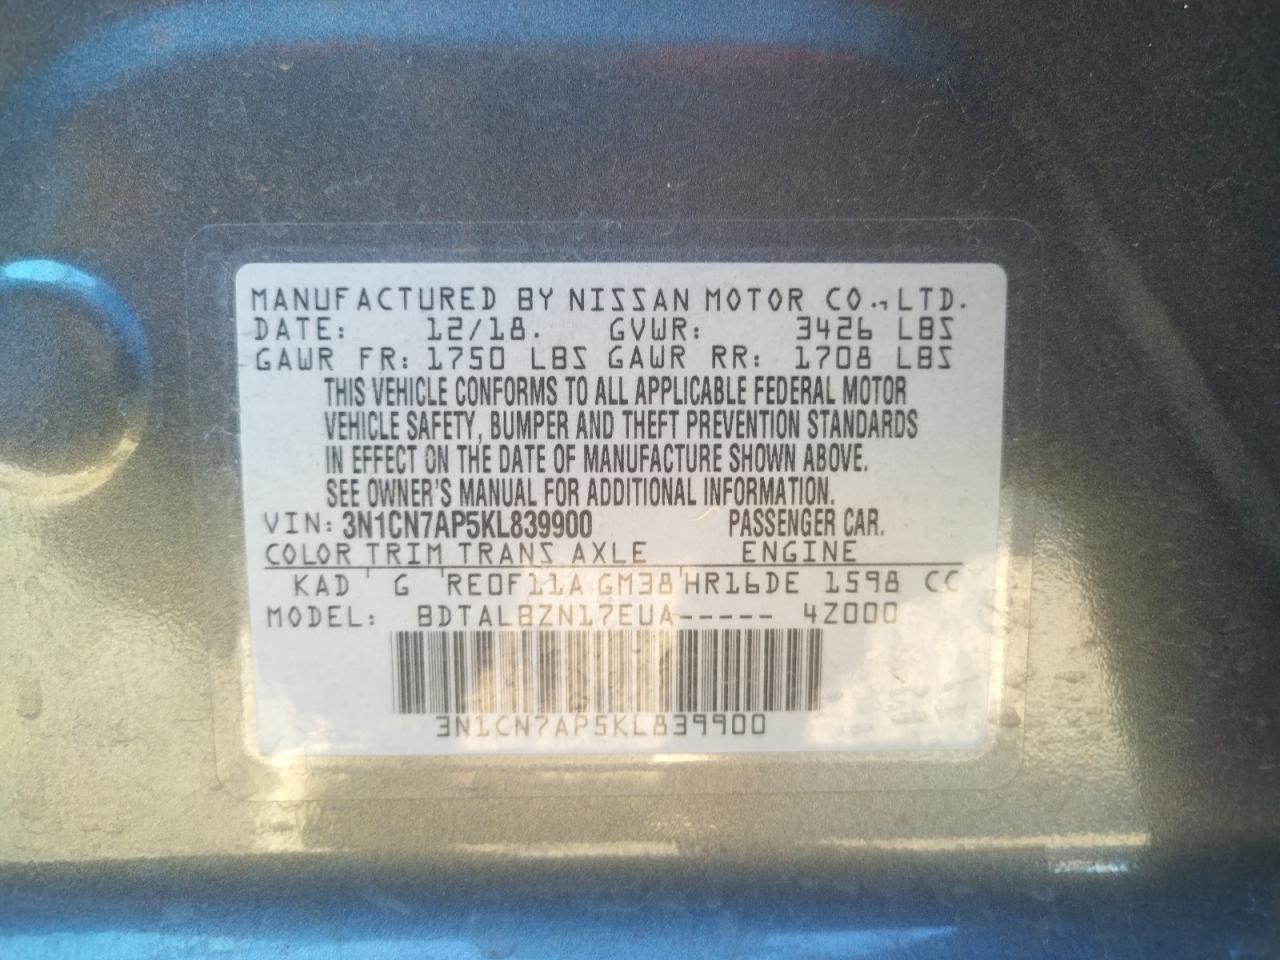 MANUFACTURED BY NISSAN MOTOR CO., LTD.
DATE: 12/18. GVWR: 3426 LBS
GAWR FR: 1750 LBS GAWR RR: 1708 LBS
THIS VEHICLE CONFORMS TO ALL APPLICABLE FEDERAL MOTOR
VEHICLE SAFETY, BUMPER AND THEFT PREVENTION STANDARDS
IN EFFECT ON THE DATE OF MANUFACTURE SHOWN ABOVE.
SEE OWNER'S MANUAL FOR ADDITIONAL INFORMATION.
VIN: 3N1CN7AP5KL839900 PASSENGER CAR.
COLOR TRIM TRANS AXLE ENGINE
KAD G RE0F11A GM38 HR16DE 1598 CC
MODEL: BDTALBZN17EUA----- 4Z000
3N1CN7AP5KL839900